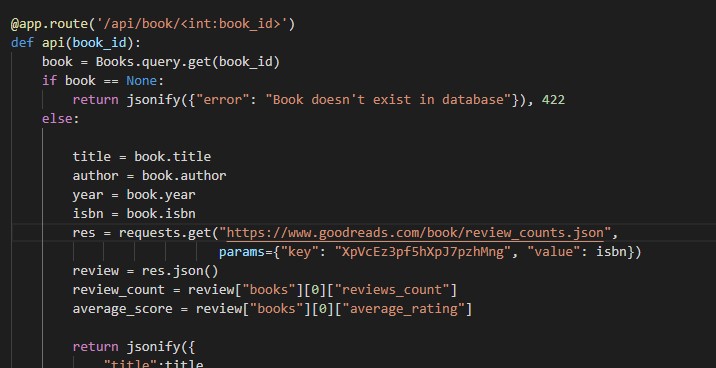 @app.route('/api/book/<int:book_id>')
def api(book_id):
book = Books.query.get(book_id)
if book == None:
return jsonify({"error": "Book doesn't exist in database"}), 422
else:
title = book.title
author = book.author
year = book.year
isbn = book.isbn
res = requests.get("https://www.goodreads.com/book/review_counts.json",
params={"key": "XpVcEz3pf5hXpJ7pzhMng", "value": isbn})
review = res.json()
review_count = review["books"][0]["reviews_count"]
average_score = review["books"][0]["average_rating"]
return jsonify({
"title":title